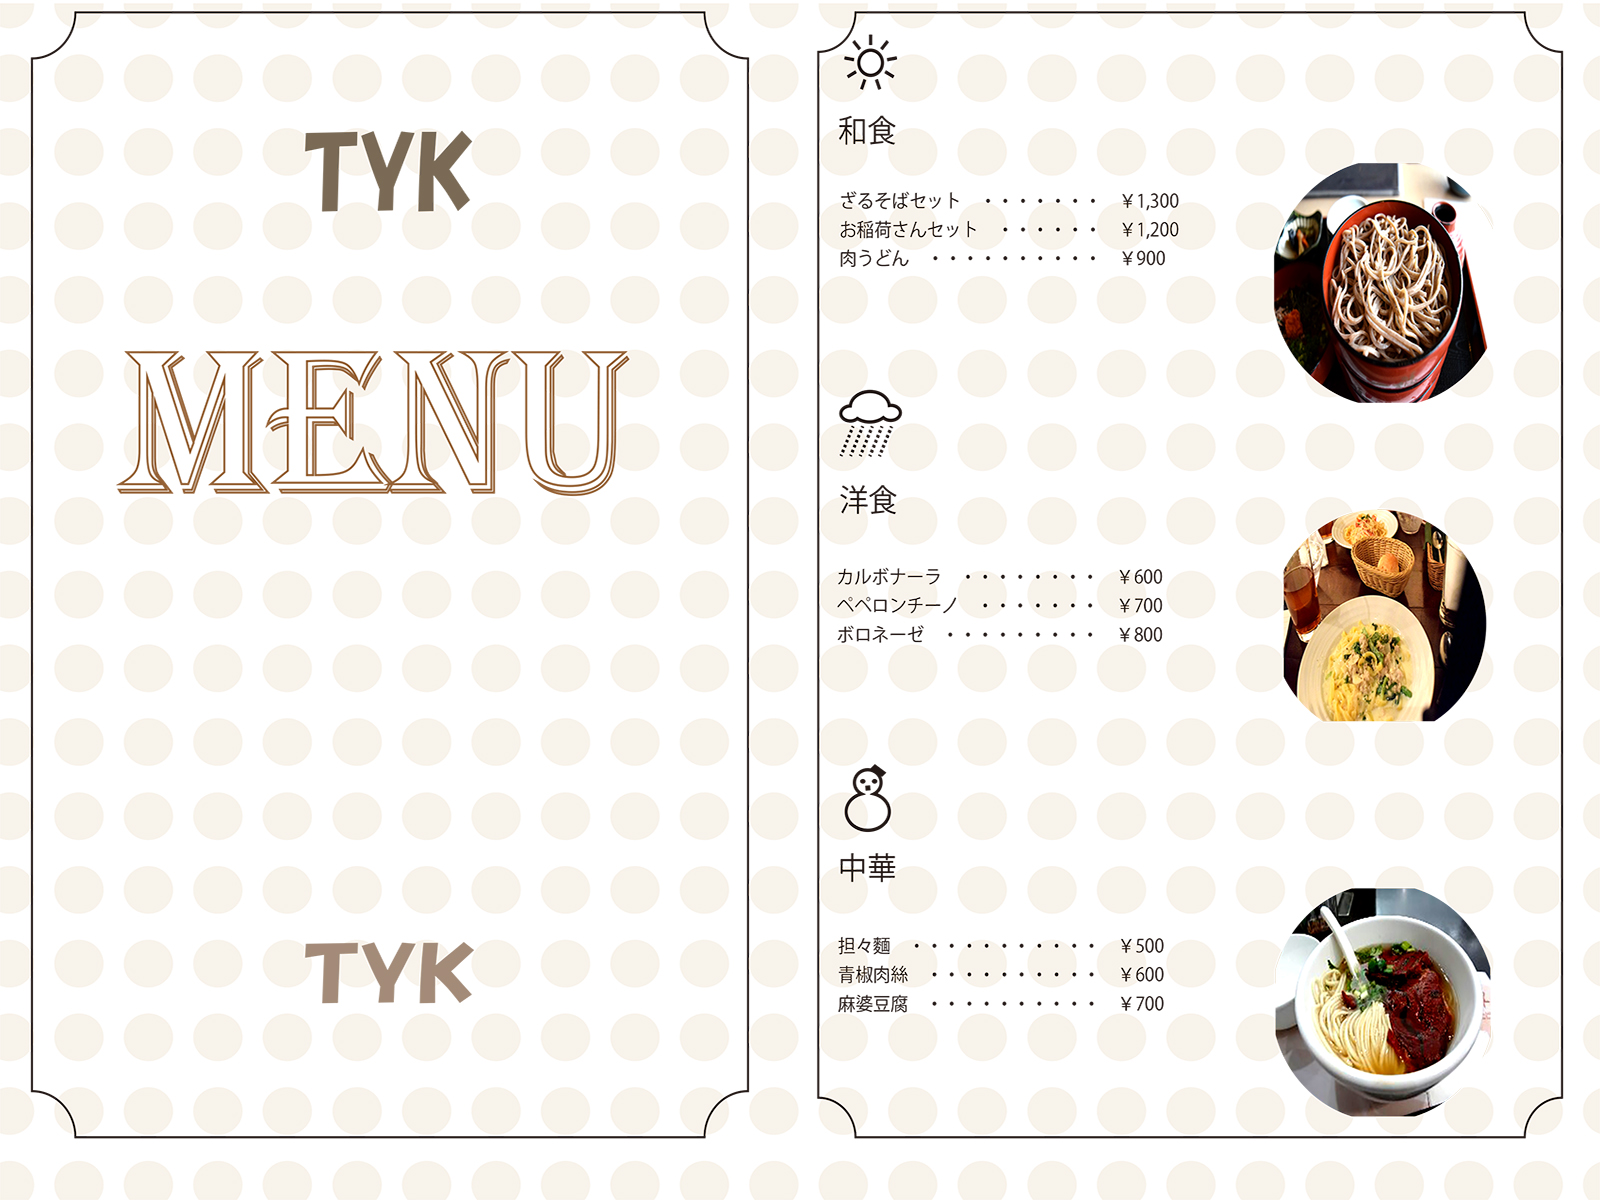 TYK
MENU
TYK
和食
ざるそばセット ・・・・・・・ ￥1,300
お稲荷さんセット ・・・・・・ ￥1,200
肉うどん ・・・・・・・・・・ ￥900
洋食
カルボナーラ ・・・・・・・・ ￥600
ペペロンチーノ ・・・・・・・ ￥700
ボロネーゼ ・・・・・・・・・ ￥800
中華
担々麺 ・・・・・・・・・・・ ￥500
青椒肉絲 ・・・・・・・・・・ ￥600
麻婆豆腐 ・・・・・・・・・・ ￥700